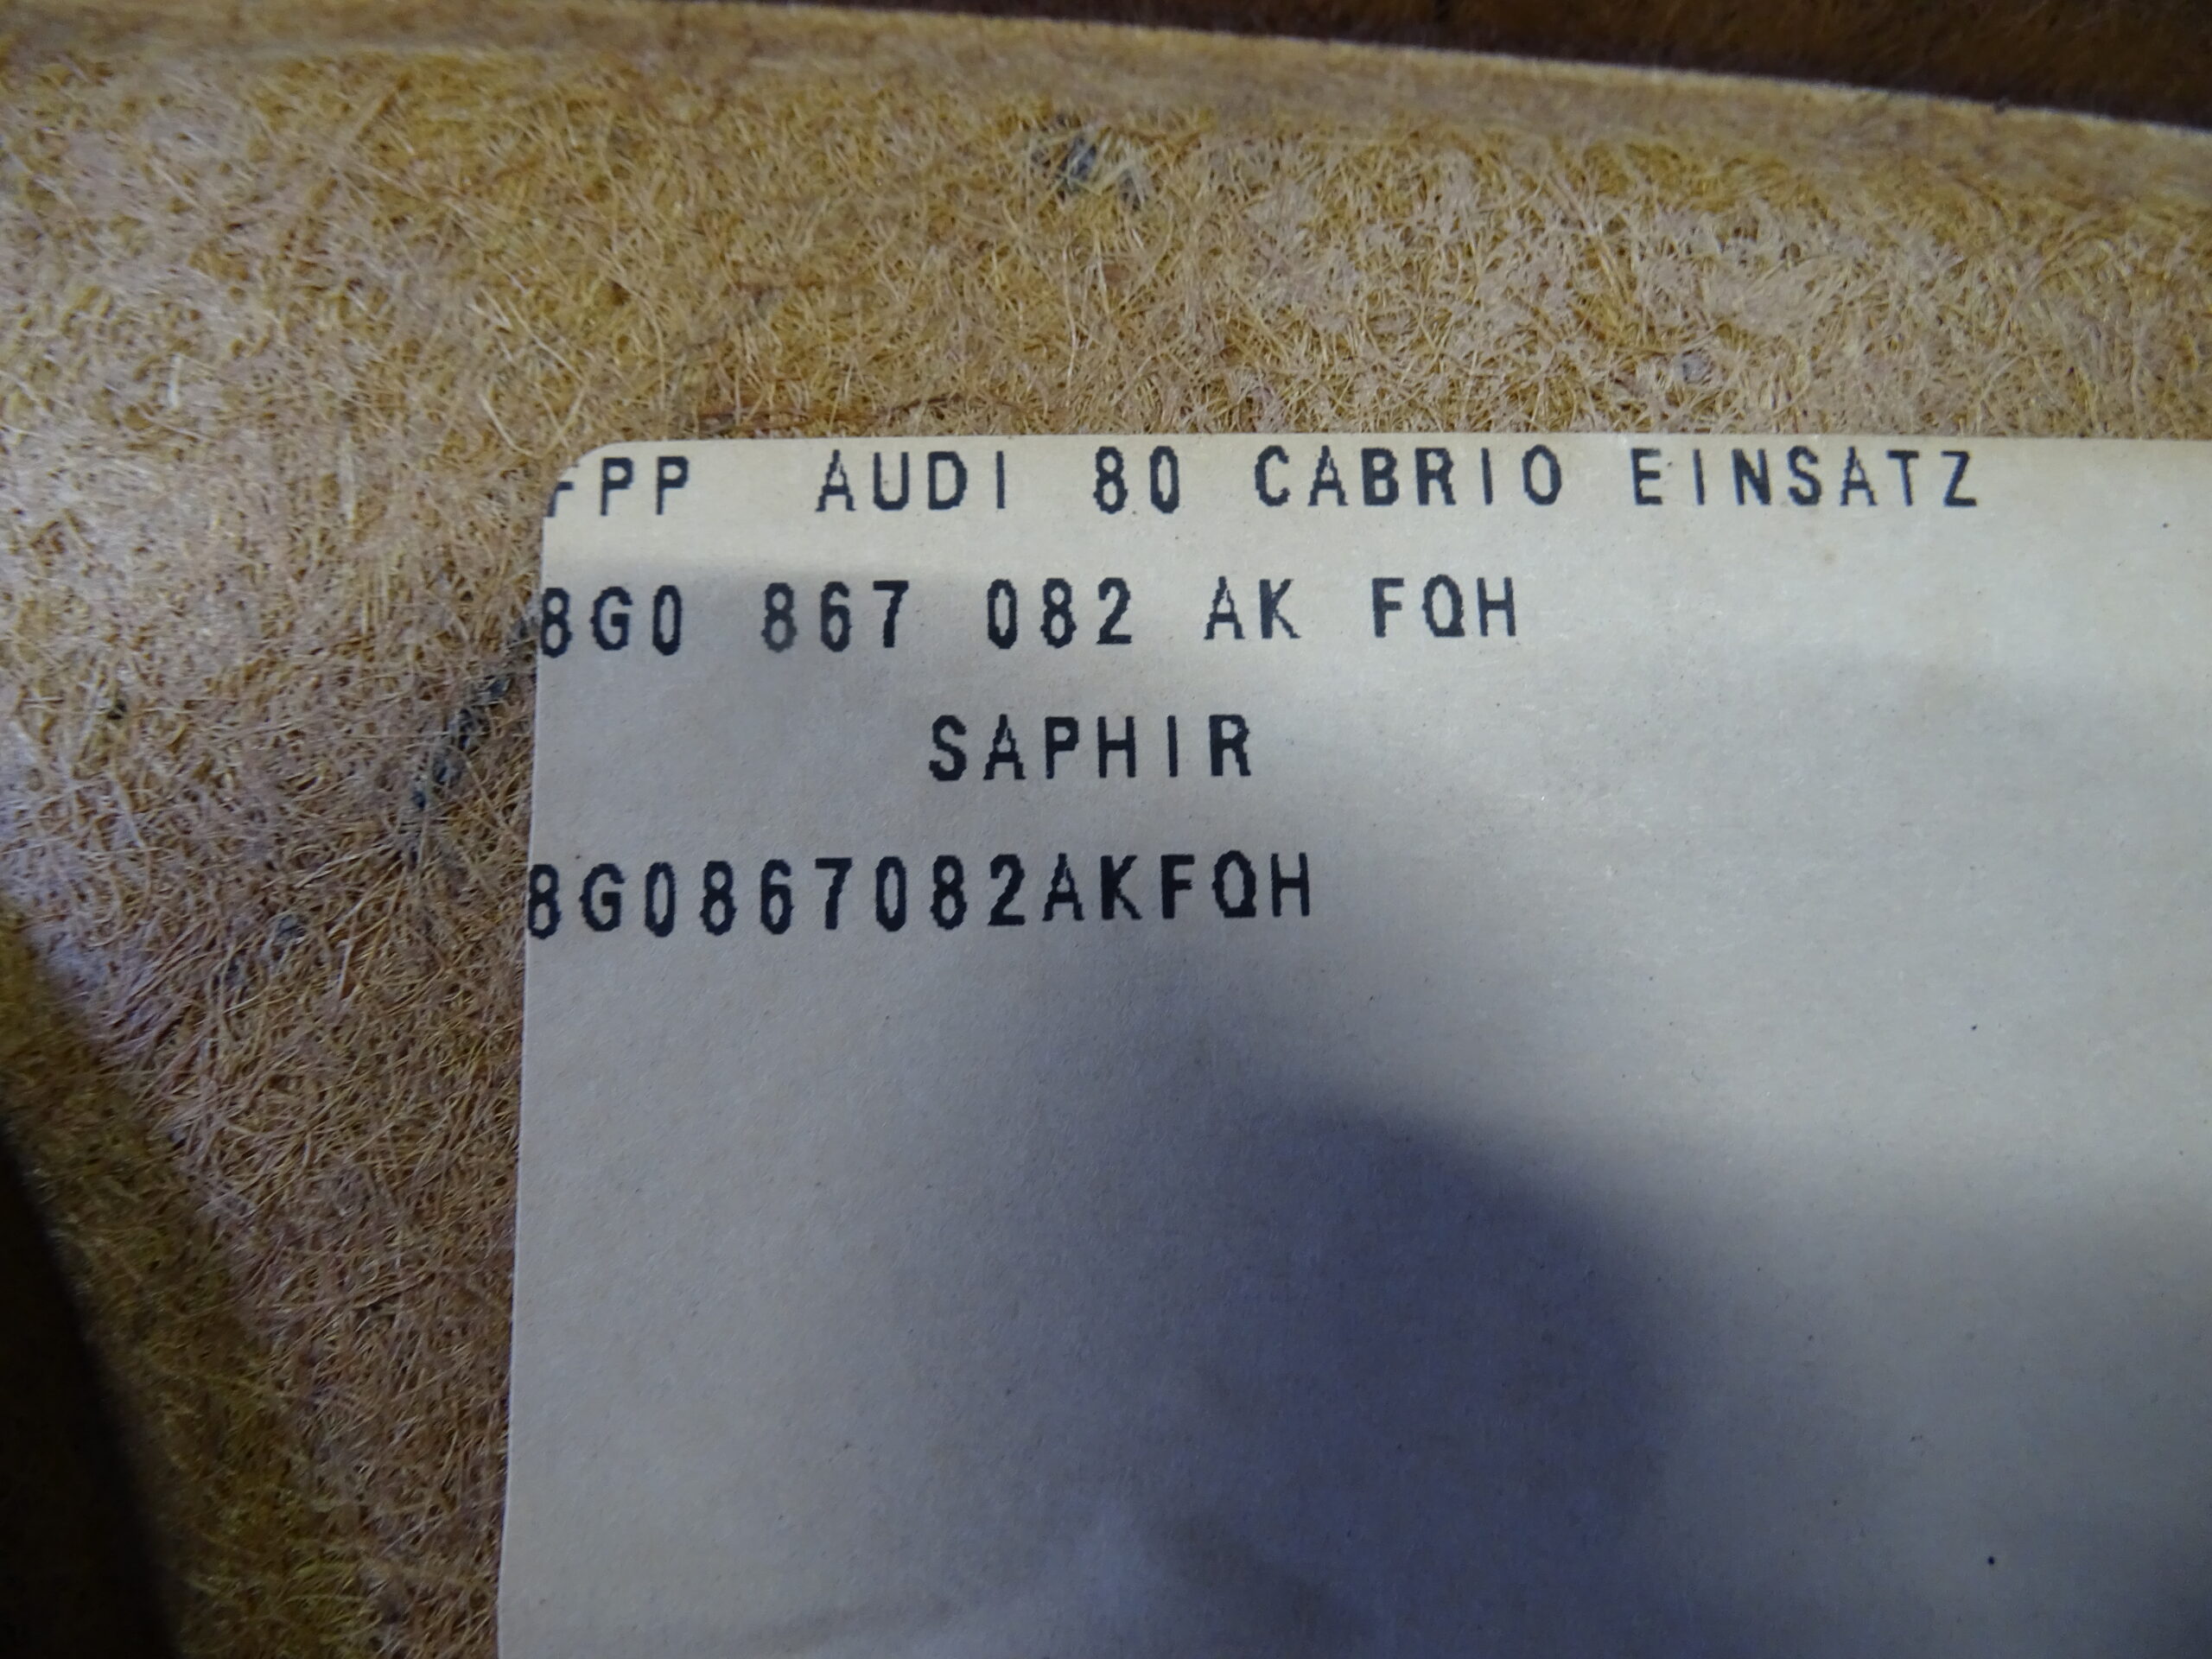 FPP AUDI 80 CABRIO EINSATZ
8G0 867 082 AK FQH
SAPHIR
8G0867082AKFQH